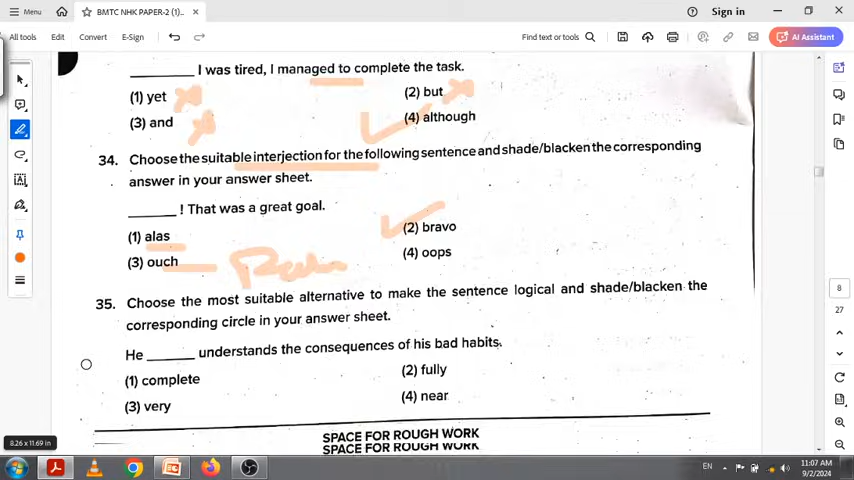 Menu
BMTC NHK PAPER-2 (1)...
Sign in
All tools Edit Convert E-Sign
Find text or tools
AI Assistant
______ I was tired, I managed to complete the task.
(1) yet (2) but
(3) and (4) although
34. Choose the suitable interjection for the following sentence and shade/blacken the corresponding
answer in your answer sheet.
______ ! That was a great goal.
(1) alas (2) bravo
(3) ouch (4) oops
35. Choose the most suitable alternative to make the sentence logical and shade/blacken the
corresponding circle in your answer sheet.
He ______ understands the consequences of his bad habits.
(1) complete (2) fully
(3) very (4) near
SPACE FOR ROUGH WORK
SPACE FOR ROUGH WORK
8
27
8.26 x 11.69 in
EN
11:07 AM
9/2/2024